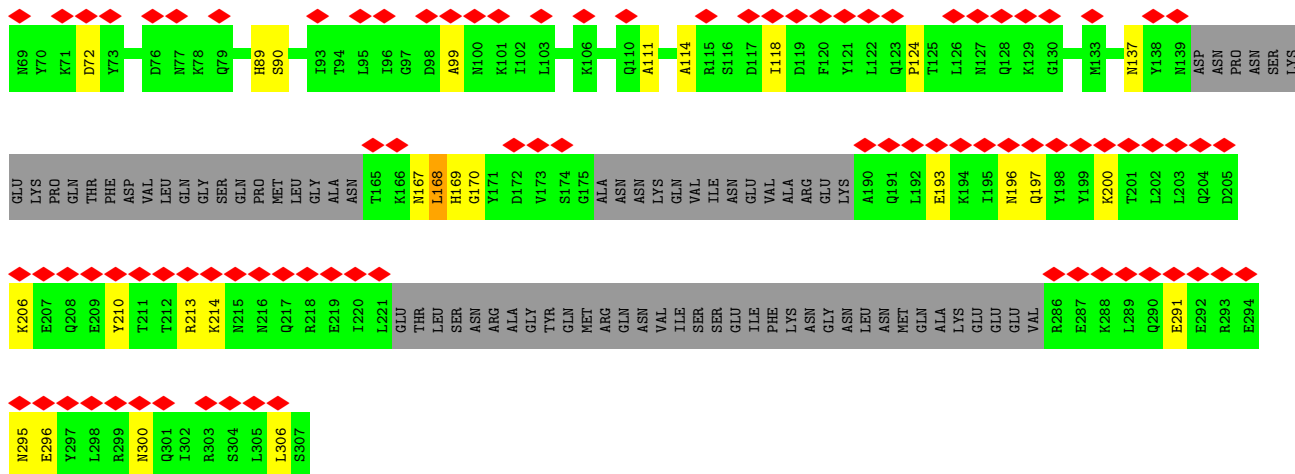 N69 Y70 K71 D72 Y73 D76 N77 K78 Q79 H89 S90 I93 T94 L95 I96 G97 D98 A99 N100 K101 I102 L103 K106 Q110 A111 A114 R115 S116 D117 I118 D119 F120 Y121 L122 Q123 P124 T125 L126 N127 Q128 K129 G130 M133 N137 Y138 N139 ASP ASN PRO ASN SER LYS
GLU LYS PRO GLN THR PHE ASP VAL LEU GLN GLY SER GLN PRO MET LEU GLY ALA ASN T165 K166 N167 L168 H169 G170 Y171 D172 V173 S174 G175 ALA ASN ASN LYS GLN VAL ILE ASN GLU VAL ALA ARG GLU LYS A190 Q191 L192 E193 K194 I195 N196 Q197 Y198 Y199 K200 T201 L202 L203 Q204 D205
K206 E207 Q208 E209 Y210 T211 T212 R213 K214 N215 N216 Q217 R218 E219 I220 L221 GLU THR LEU SER ASN ARG ALA GLY TYR GLN MET ARG GLN ASN VAL ILE SER SER GLU ILE PHE LYS ASN GLY ASN LEU ASN MET GLN ALA LYS GLU GLU GLU VAL R286 E287 K288 L289 Q290 E291 E292 R293 E294
N295 E296 Y297 L298 R299 N300 Q301 I302 R303 S304 L305 L306 S307